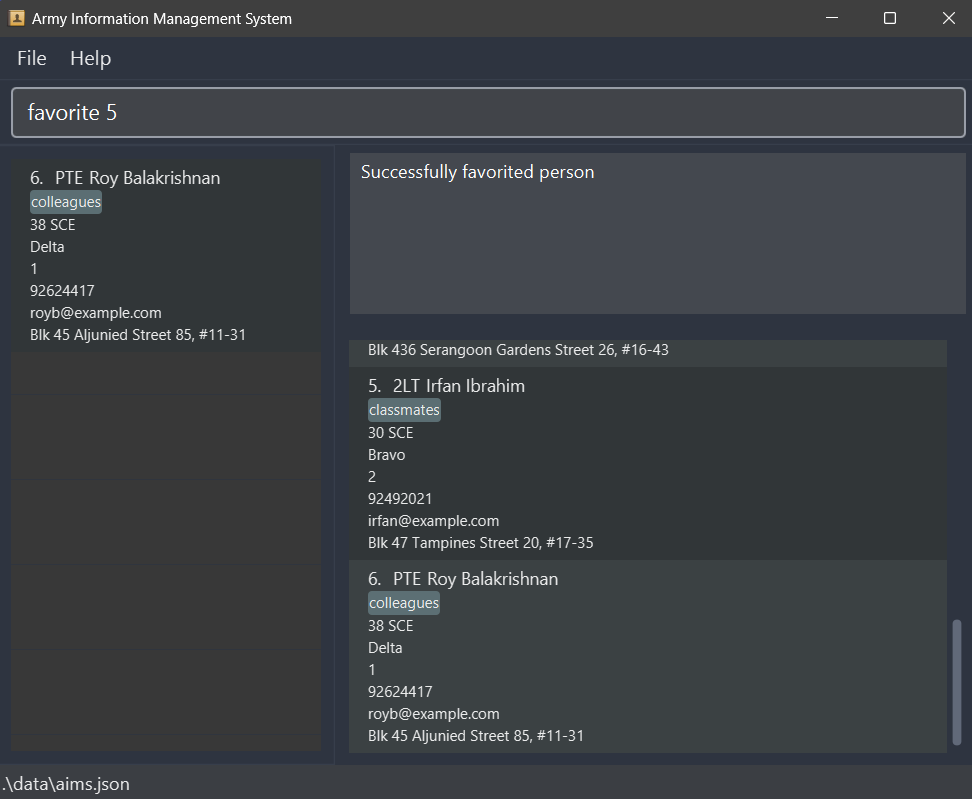 Army Information Management System
File Help
favorite 5
6. PTE Roy Balakrishnan
colleagues
38 SCE
Delta
1
92624417
royb@example.com
Blk 45 Aljunied Street 85, #11-31
Successfully favorited person
Blk 436 Serangoon Gardens Street 26, #16-43
5. 2LT Irfan Ibrahim
classmates
30 SCE
Bravo
2
92492021
irfan@example.com
Blk 47 Tampines Street 20, #17-35
6. PTE Roy Balakrishnan
colleagues
38 SCE
Delta
1
92624417
royb@example.com
Blk 45 Aljunied Street 85, #11-31
.\data\aims.json